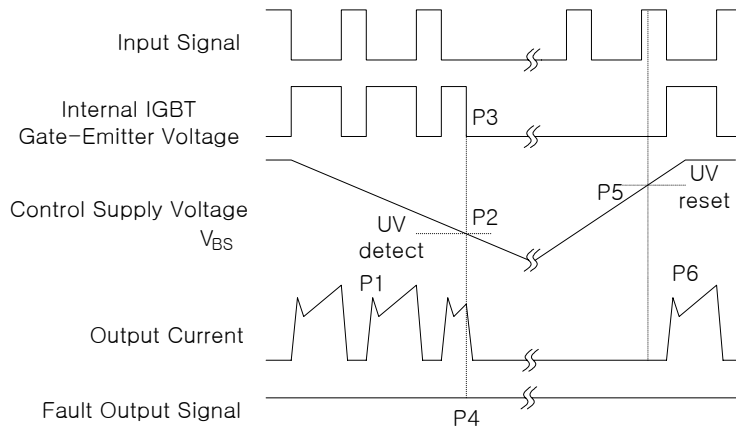 Input Signal
Internal IGBT
Gate-Emitter Voltage
P3
Control Supply Voltage
VBS
UV
detect
P2
P5
UV
reset
P1
P6
Output Current
Fault Output Signal
P4